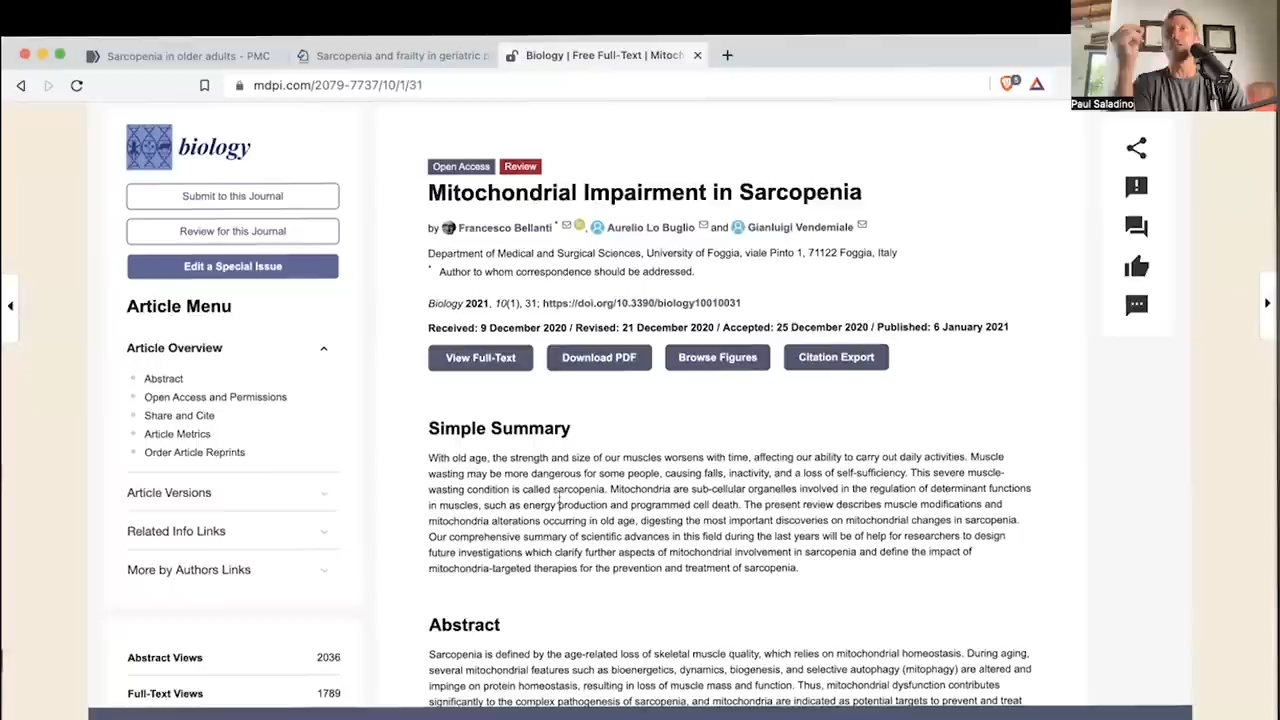 Sarcopenia in older adults - PMC
Sarcopenia and frailty in geriatric p
Biology | Free Full-Text | Mitoch
mdpi.com/2079-7737/10/1/31
5
Paul Saladino
biology
Submit to this Journal
Review for this Journal
Edit a Special Issue
Article Menu
Article Overview
Abstract
Open Access and Permissions
Share and Cite
Article Metrics
Order Article Reprints
Article Versions
Related Info Links
More by Authors Links
Abstract Views 2036
Full-Text Views 1789
Open Access Review
Mitochondrial Impairment in Sarcopenia
by Francesco Bellanti * , Aurelio Lo Buglio and Gianluigi Vendemiale
Department of Medical and Surgical Sciences, University of Foggia, viale Pinto 1, 71122 Foggia, Italy
* Author to whom correspondence should be addressed.
Biology 2021, 10(1), 31; https://doi.org/10.3390/biology10010031
Received: 9 December 2020 / Revised: 21 December 2020 / Accepted: 25 December 2020 / Published: 6 January 2021
View Full-Text Download PDF Browse Figures Citation Export
Simple Summary
With old age, the strength and size of our muscles worsens with time, affecting our ability to carry out daily activities. Muscle
wasting may be more dangerous for some people, causing falls, inactivity, and a loss of self-sufficiency. This severe muscle-
wasting condition is called sarcopenia. Mitochondria are sub-cellular organelles involved in the regulation of determinant functions
in muscles, such as energy production and programmed cell death. The present review describes muscle modifications and
mitochondria alterations occurring in old age, digesting the most important discoveries on mitochondrial changes in sarcopenia.
Our comprehensive summary of scientific advances in this field during the last years will be of help for researchers to design
future investigations which clarify further aspects of mitochondrial involvement in sarcopenia and define the impact of
mitochondria-targeted therapies for the prevention and treatment of sarcopenia.
Abstract
Sarcopenia is defined by the age-related loss of skeletal muscle quality, which relies on mitochondrial homeostasis. During aging,
several mitochondrial features such as bioenergetics, dynamics, biogenesis, and selective autophagy (mitophagy) are altered and
impinge on protein homeostasis, resulting in loss of muscle mass and function. Thus, mitochondrial dysfunction contributes
significantly to the complex pathogenesis of sarcopenia, and mitochondria are indicated as potential targets to prevent and treat